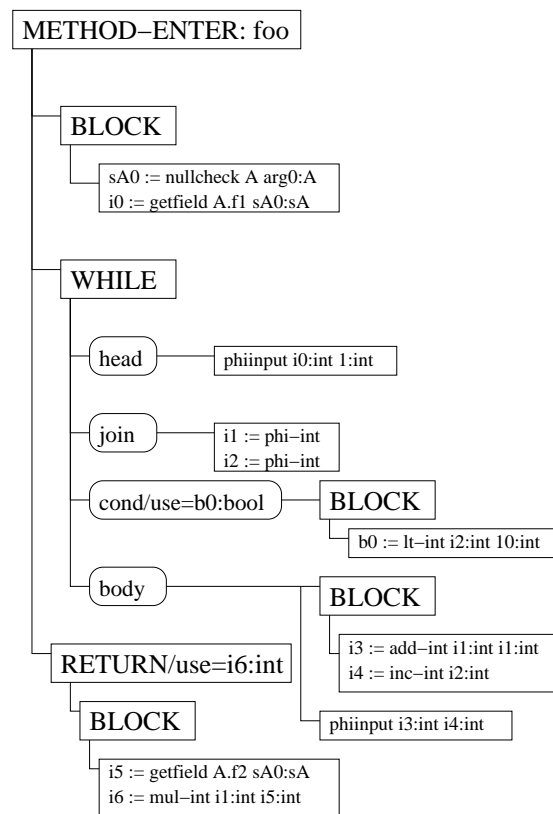 METHOD–ENTER: foo
BLOCK
sA0 := nullcheck A arg0:A
i0 := getfield A.f1 sA0:sA
WHILE
head
phiinput i0:int 1:int
join
i1 := phi–int
i2 := phi–int
cond/use=b0:bool
BLOCK
b0 := lt–int i2:int 10:int
body
BLOCK
i3 := add–int i1:int i1:int
i4 := inc–int i2:int
phiinput i3:int i4:int
RETURN/use=i6:int
BLOCK
i5 := getfield A.f2 sA0:sA
i6 := mul–int i1:int i5:int